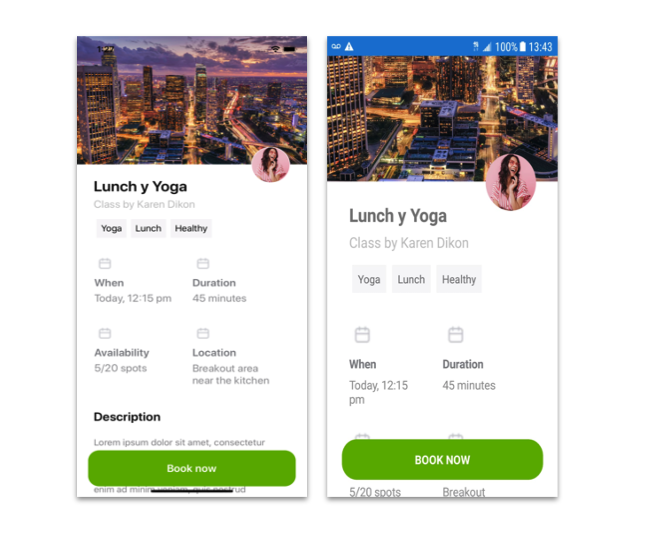 Lunch y Yoga
Class by Karen Dikon
Yoga Lunch Healthy
When Duration
Today, 12:15 pm 45 minutes
Availability Location
5/20 spots Breakout area
near the kitchen
Description
Lorem ipsum dolor sit amet, consectetur
Book now
enim ad minim veniam, quis nostrud
100% 13:43
Lunch y Yoga
Class by Karen Dikon
Yoga Lunch Healthy
When Duration
Today, 12:15 45 minutes
pm
BOOK NOW
5/20 spots Breakout